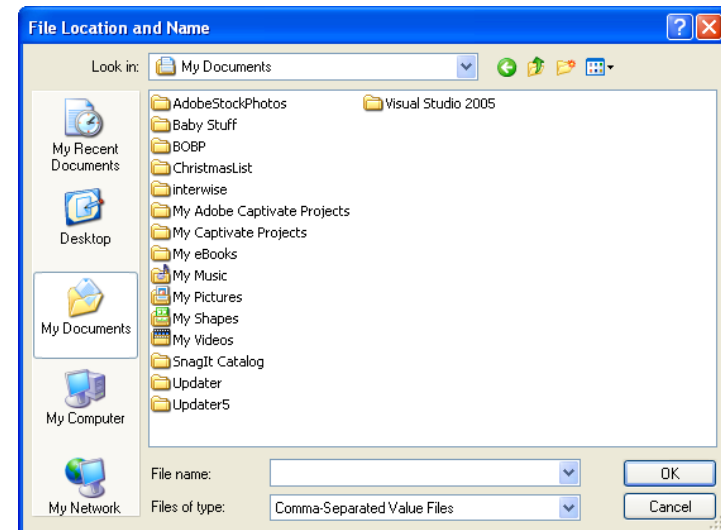 File Location and Name
Look in: My Documents
My Recent Documents
Desktop
My Documents
My Computer
My Network
AdobeStockPhotos
Baby Stuff
BOBP
ChristmasList
interwise
My Adobe Captivate Projects
My Captivate Projects
My eBooks
My Music
My Pictures
My Shapes
My Videos
SnagIt Catalog
Updater
Updater5
Visual Studio 2005
File name:
OK
Files of type: Comma-Separated Value Files
Cancel